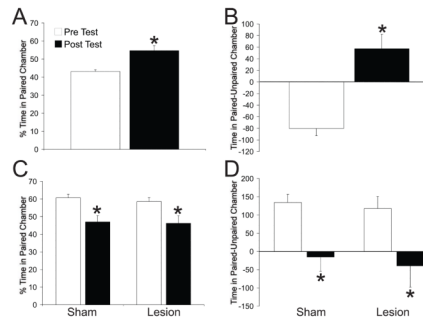 A
Pre Test
Post Test
% Time in Paired Chamber
70
60
50
40
30
20
10
0
*
B
Time in Paired-Unpaired Chamber
100
80
60
40
20
0
-20
-40
-60
-80
-100
-120
*
C
% Time in Paired Chamber
70
60
50
40
30
20
10
0
*
*
Sham
Lesion
D
Time in Paired-Unpaired Chamber
200
150
100
50
0
-50
-100
*
*
Sham
Lesion